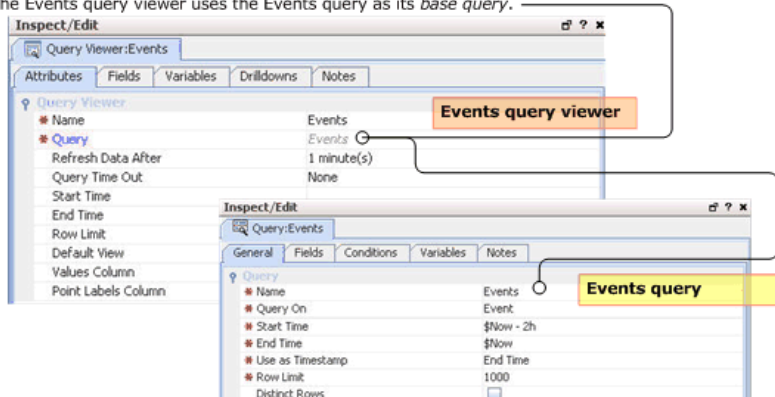 The Events query viewer uses the Events query as its base query.
Inspect/Edit
Query Viewer:Events
Attributes Fields Variables Drilldowns Notes
Query Viewer
Name Events
Query Events
Refresh Data After 1 minute(s)
Query Time Out None
Start Time
End Time
Row Limit
Default View
Values Column
Point Labels Column
Events query viewer
Inspect/Edit
Query:Events
General Fields Conditions Variables Notes
Query
Name Events
Query On Event
Start Time $Now - 2h
End Time $Now
Use as Timestamp End Time
Row Limit 1000
Distinct Rows
Events query